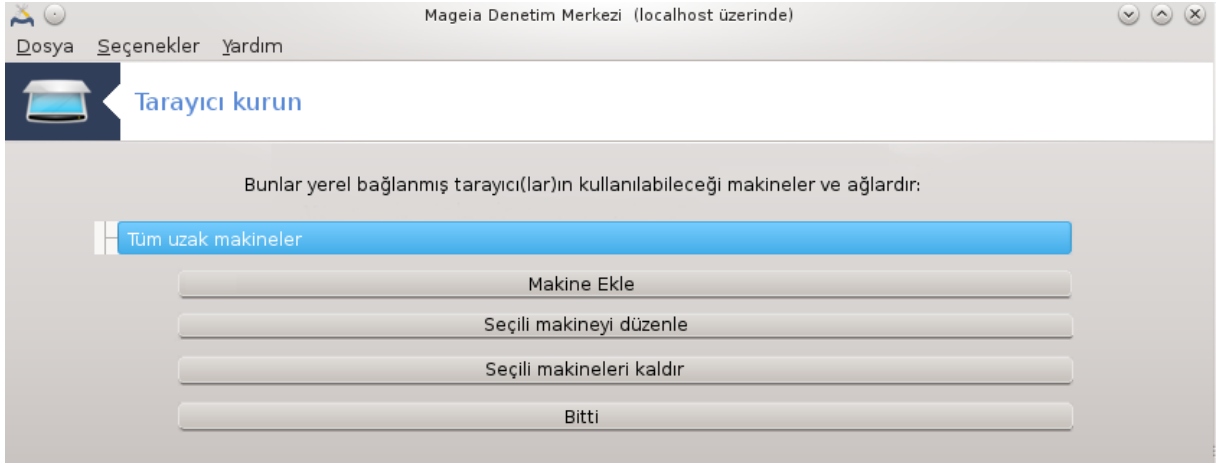 Mageia Denetim Merkezi (localhost üzerinde)
Dosya Seçenekler Yardım
Tarayıcı kurun
Bunlar yerel bağlanmış tarayıcı(lar)ın kullanılabileceği makineler ve ağlardır:
Tüm uzak makineler
Makine Ekle
Seçili makineyi düzenle
Seçili makineleri kaldır
Bitti